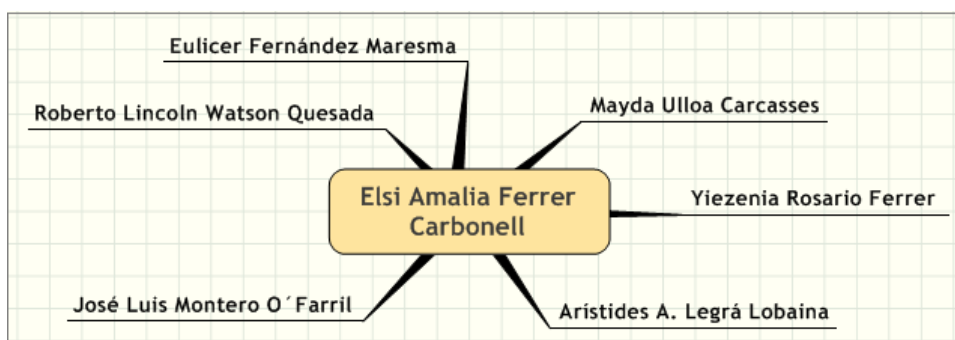 Eulicer Fernández Maresma
Roberto Lincoln Watson Quesada
Mayda Ulloa Carcasses
Elsi Amalia Ferrer
Carbonell
Yiezenia Rosario Ferrer
José Luis Montero O´Farril
Arístides A. Legrá Lobaina